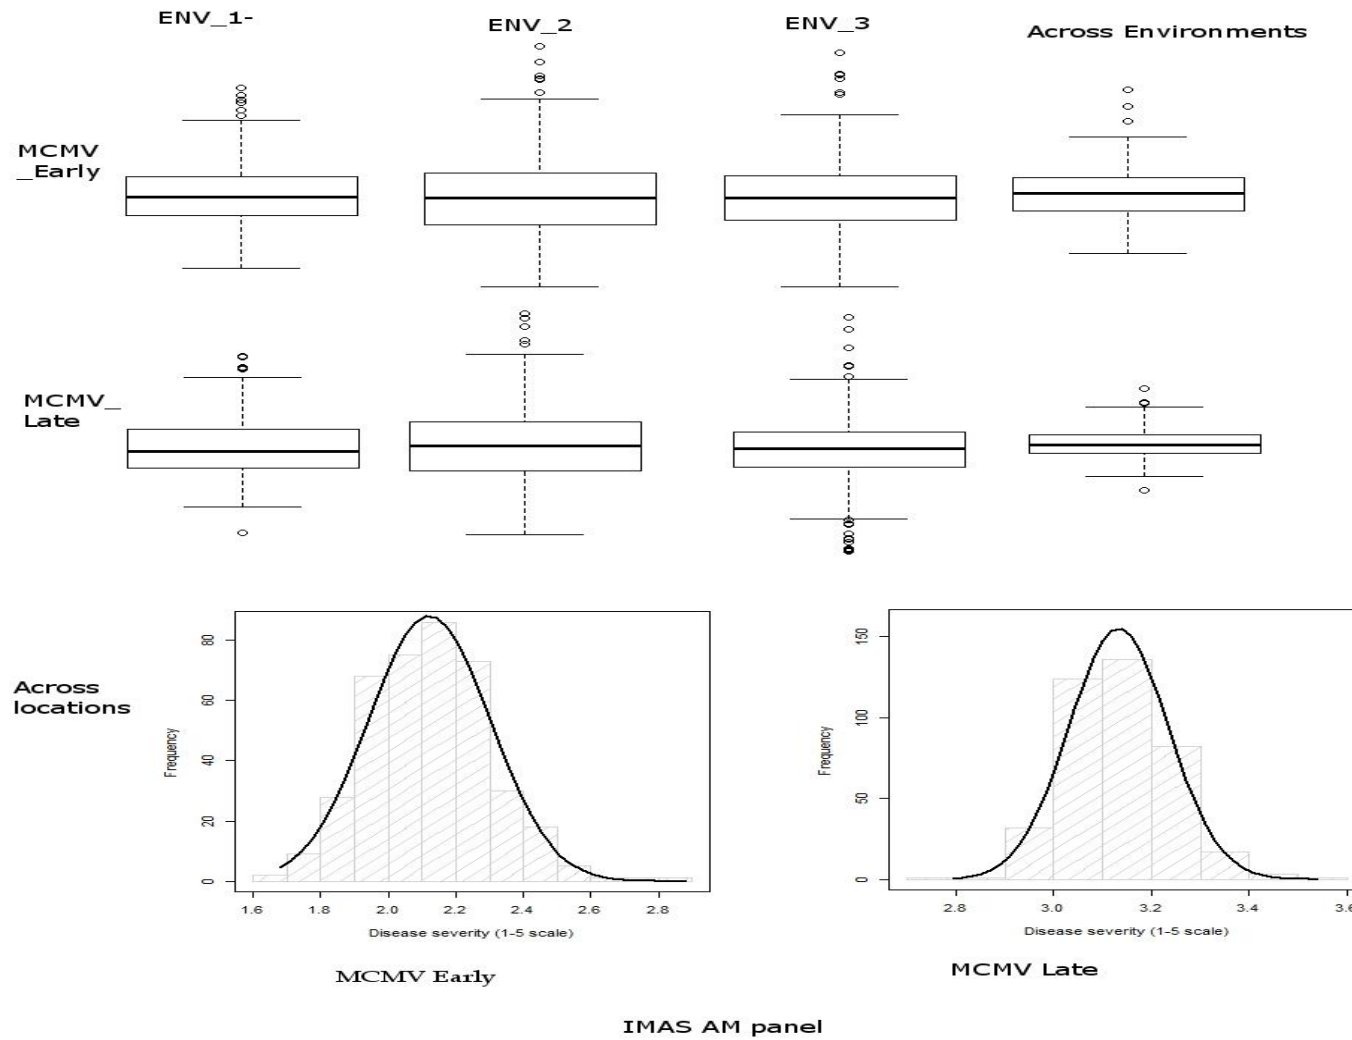 ENV_1-
ENV_2
ENV_3
Across Environments
MCMV
_Early
MCMV_
Late
Across
locations
Frequency
0
20
40
60
80
1.6 1.8 2.0 2.2 2.4 2.6 2.8
Disease severity (1-5 scale)
MCMV Early
Frequency
0
50
100
150
2.8 3.0 3.2 3.4 3.6
Disease severity (1-5 scale)
MCMV Late
IMAS AM panel